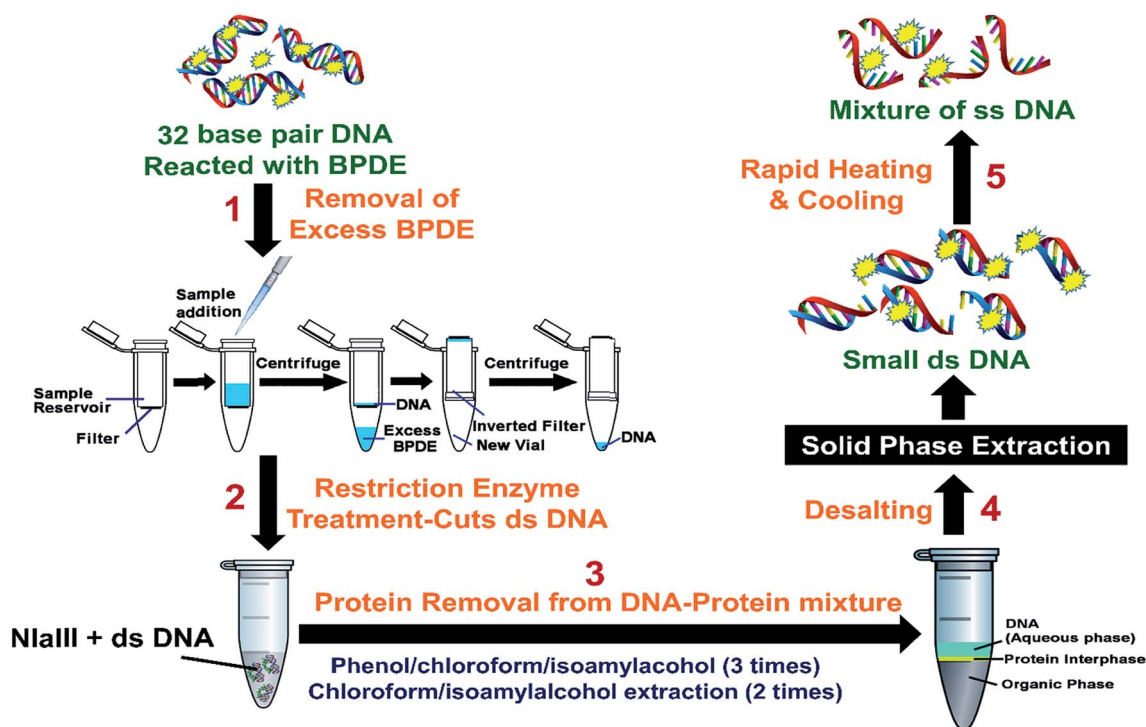 32 base pair DNA
Reacted with BPDE
1
Removal of
Excess BPDE
Sample
addition
Centrifuge
Centrifuge
Sample
Reservoir
Filter
DNA
Excess
BPDE
Inverted Filter
New Vial
DNA
2
Restriction Enzyme
Treatment-Cuts ds DNA
NlaIII + ds DNA
3
Protein Removal from DNA-Protein mixture
Phenol/chloroform/isoamylacohol (3 times)
Chloroform/isoamylalcohol extraction (2 times)
DNA
(Aqueous phase)
Protein Interphase
Organic Phase
Desalting
4
Solid Phase Extraction
Small ds DNA
Rapid Heating
& Cooling
5
Mixture of ss DNA